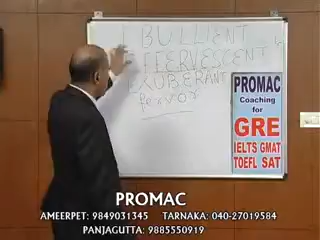 EBULLIENT
EFFERVESCENT
EXUBERANT
fervor
PROMAC
Coaching
for
GRE
IELTS GMAT
TOEFL SAT
PROMAC
AMEERPET: 9849031345 TARNAKA: 040-27019584
PANJAGUTTA: 9885550919